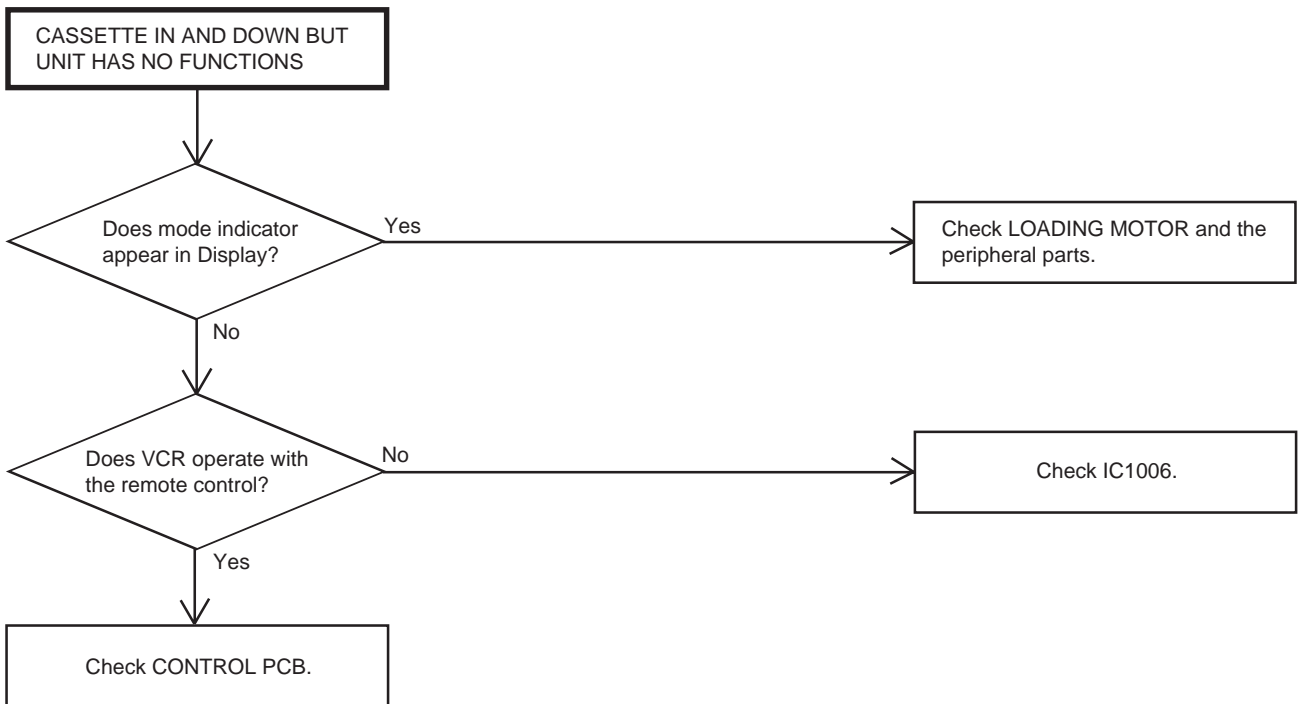 CASSETTE IN AND DOWN BUT
UNIT HAS NO FUNCTIONS
Does mode indicator
appear in Display?
Yes
Check LOADING MOTOR and the
peripheral parts.
No
Does VCR operate with
the remote control?
No
Check IC1006.
Yes
Check CONTROL PCB.